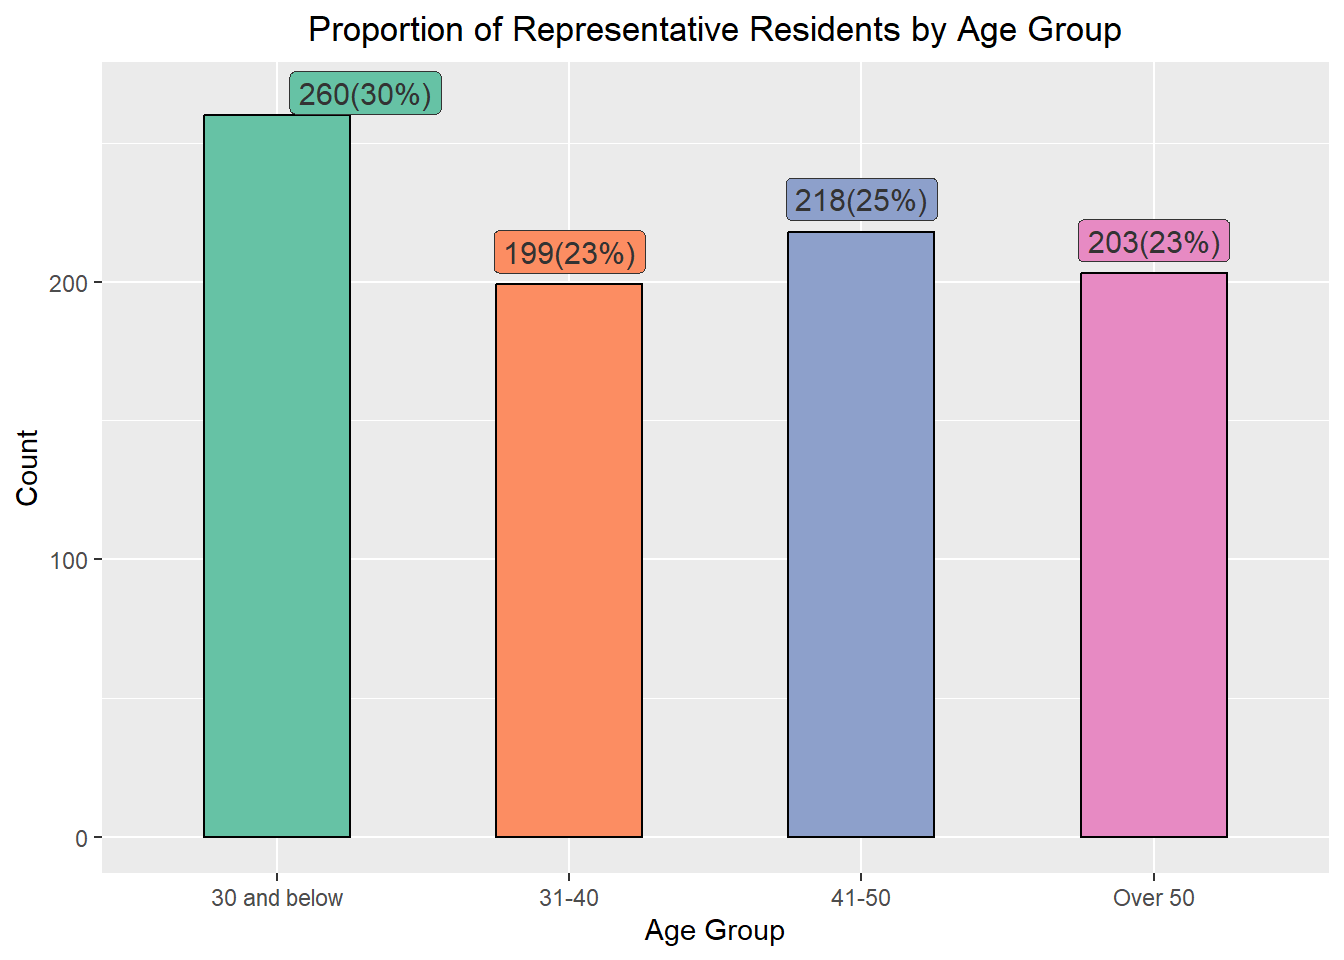 Proportion of Representative Residents by Age Group
260(30%)
199(23%)
218(25%)
203(23%)
Count
200
100
0
30 and below
31-40
41-50
Over 50
Age Group